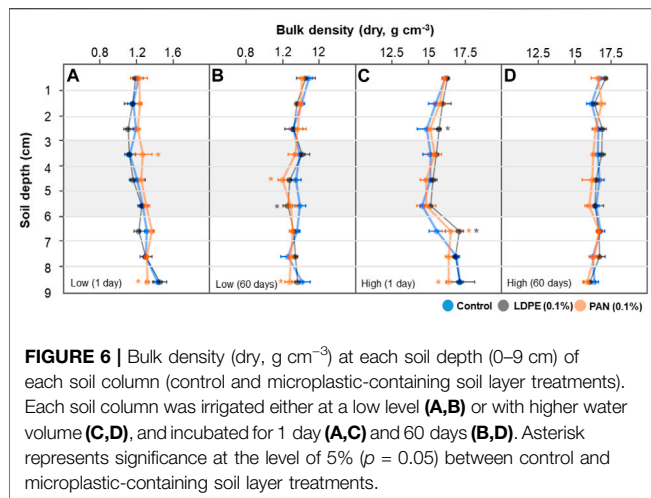 Bulk density (dry, g cm⁻³)
0.8 1.2 1.6 1.2 12 15 17.5 15 17.5
A B C D
Soil depth (cm)
1
2
3
4
5
6
7
8
9
Low (1 day) Low (60 days) High (1 day) High (60 days)
Control LDPE (0.1%) PAN (0.1%)
FIGURE 6 | Bulk density (dry, g cm⁻³) at each soil depth (0–9 cm) of
each soil column (control and microplastic-containing soil layer treatments).
Each soil column was irrigated either at a low level (A,B) or with higher water
volume (C,D), and incubated for 1 day (A,C) and 60 days (B,D). Asterisk
represents significance at the level of 5% (p = 0.05) between control and
microplastic-containing soil layer treatments.